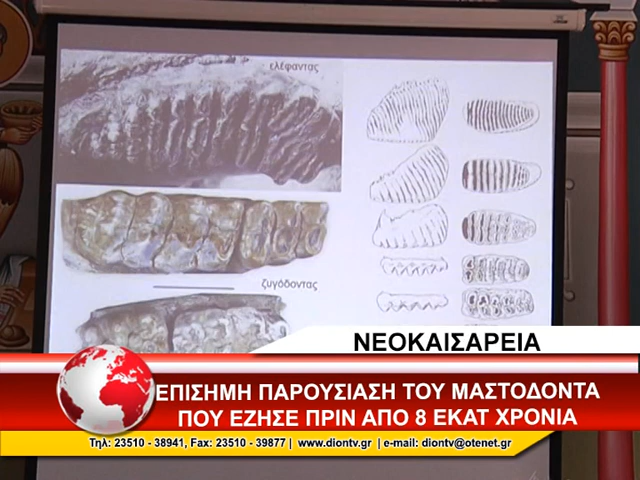 ελέφαντας
ζυγόδοντας
ΝΕΟΚΑΙΣΑΡΕΙΑ
ΕΠΙΣΗΜΗ ΠΑΡΟΥΣΙΑΣΗ ΤΟΥ ΜΑΣΤΟΔΟΝΤΑ
ΠΟΥ ΕΖΗΣΕ ΠΡΙΝ ΑΠΟ 8 ΕΚΑΤ ΧΡΟΝΙΑ
Τηλ: 23510 - 38941, Fax: 23510 - 39877 | www.diontv.gr | e-mail: diontv@otenet.gr